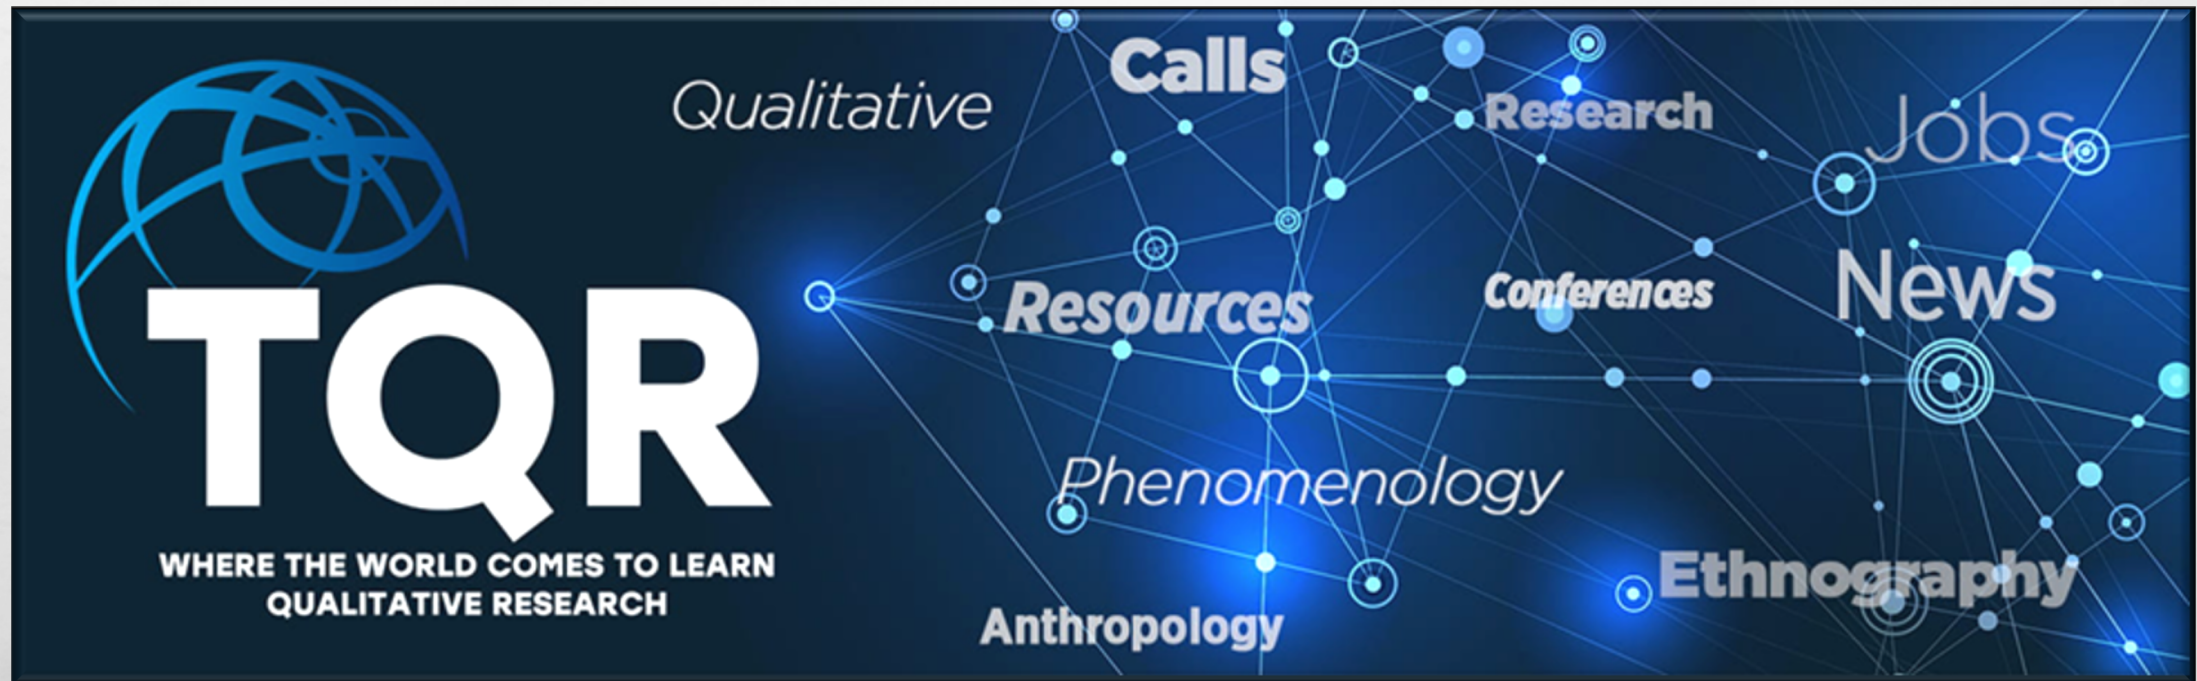 TQR
WHERE THE WORLD COMES TO LEARN
QUALITATIVE RESEARCH
Qualitative
Calls
Research
Jobs
Resources
Conferences
News
Phenomenology
Ethnography
Anthropology